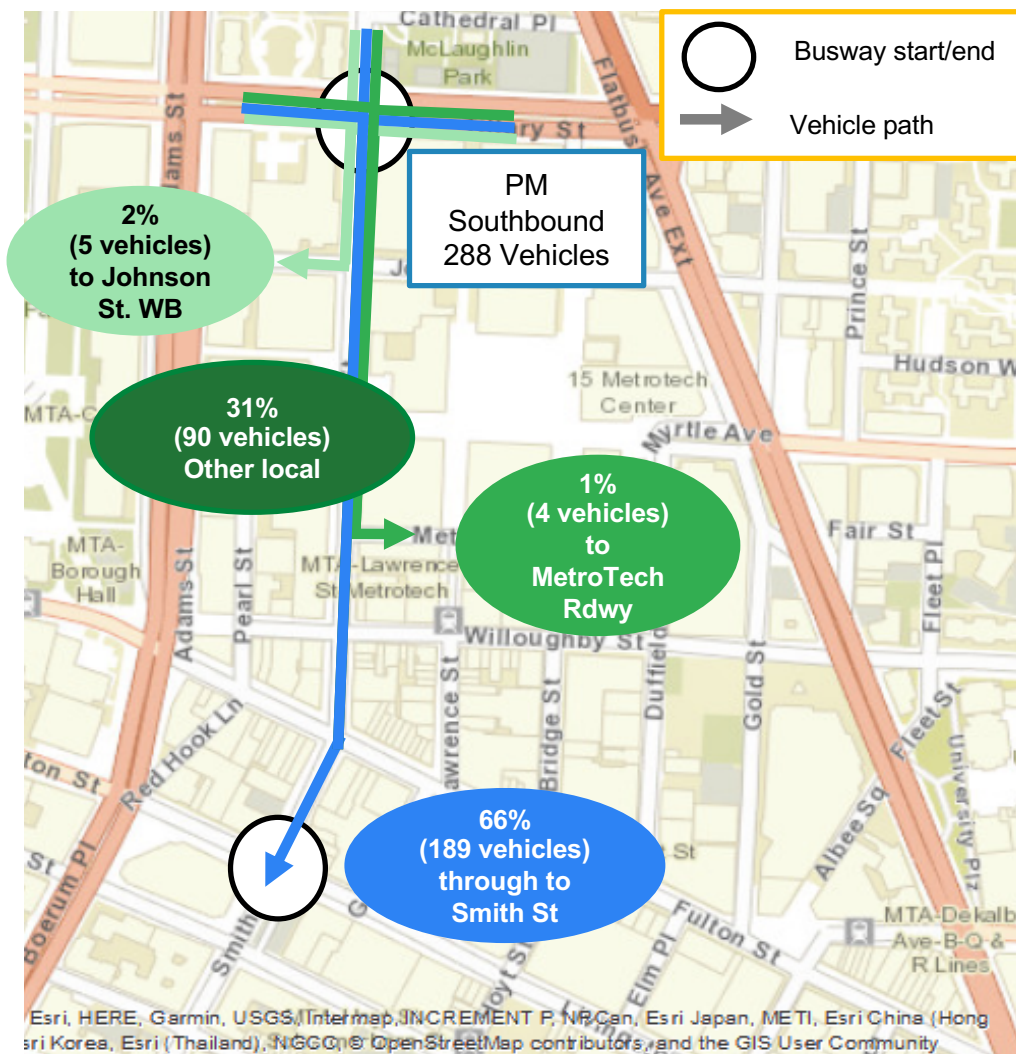 Cathedral Pl
McLaughlin
Park
Busway start/end
Vehicle path
Flatbush Ave Ext
PM
Southbound
288 Vehicles
2%
(5 vehicles)
to Johnson
St. WB
Prince St
Hudson W
31%
(90 vehicles)
Other local
15 Metrotech
Center
Myrtle Ave
1%
(4 vehicles)
to
MetroTech
Rdwy
Fair St
Fleet Pl
MTA-
Borough
Hall
Adams St
Pearl St
MTA-Lawrence
St Metrotech
Willoughby St
Duffield
Gold St
Bridge St
Fleet St
University Plz
Albee Sq
Red Hook Ln
Boerum Pl
Smith
66%
(189 vehicles)
through to
Smith St
Fulton St
Elm Pl
MTA-Dekalb
Ave-B-Q &
R Lines
Esri, HERE, Garmin, USGS, Intermap, INCREMENT P, NRCan, Esri Japan, METI, Esri China (Hong
sri Korea, Esri (Thailand), NGCC, © OpenStreetMap contributors, and the GIS User Community